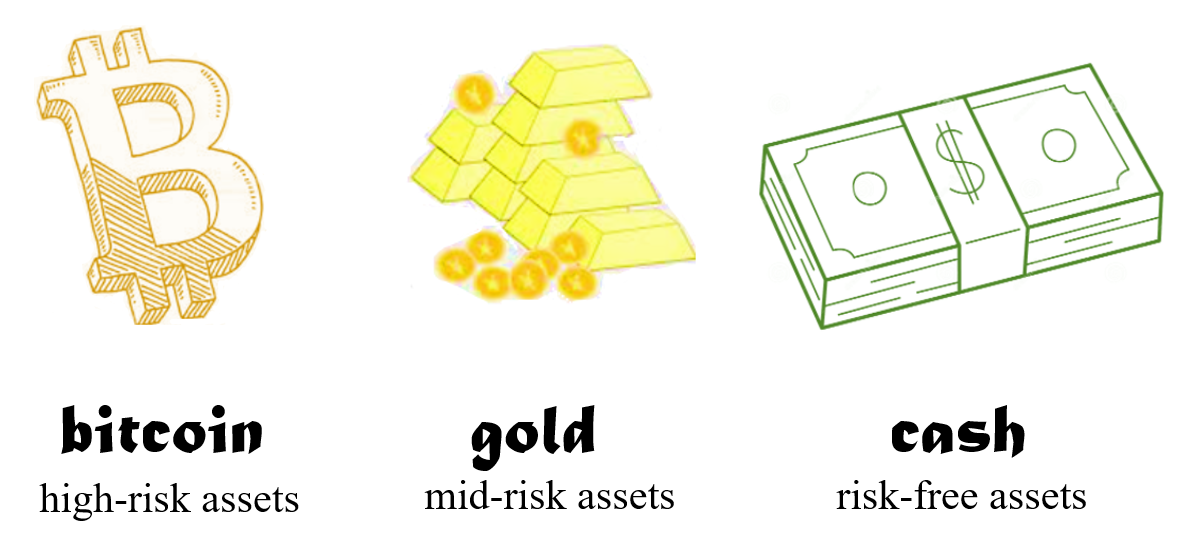 bitcoin
high-risk assets
gold
mid-risk assets
$
cash
risk-free assets